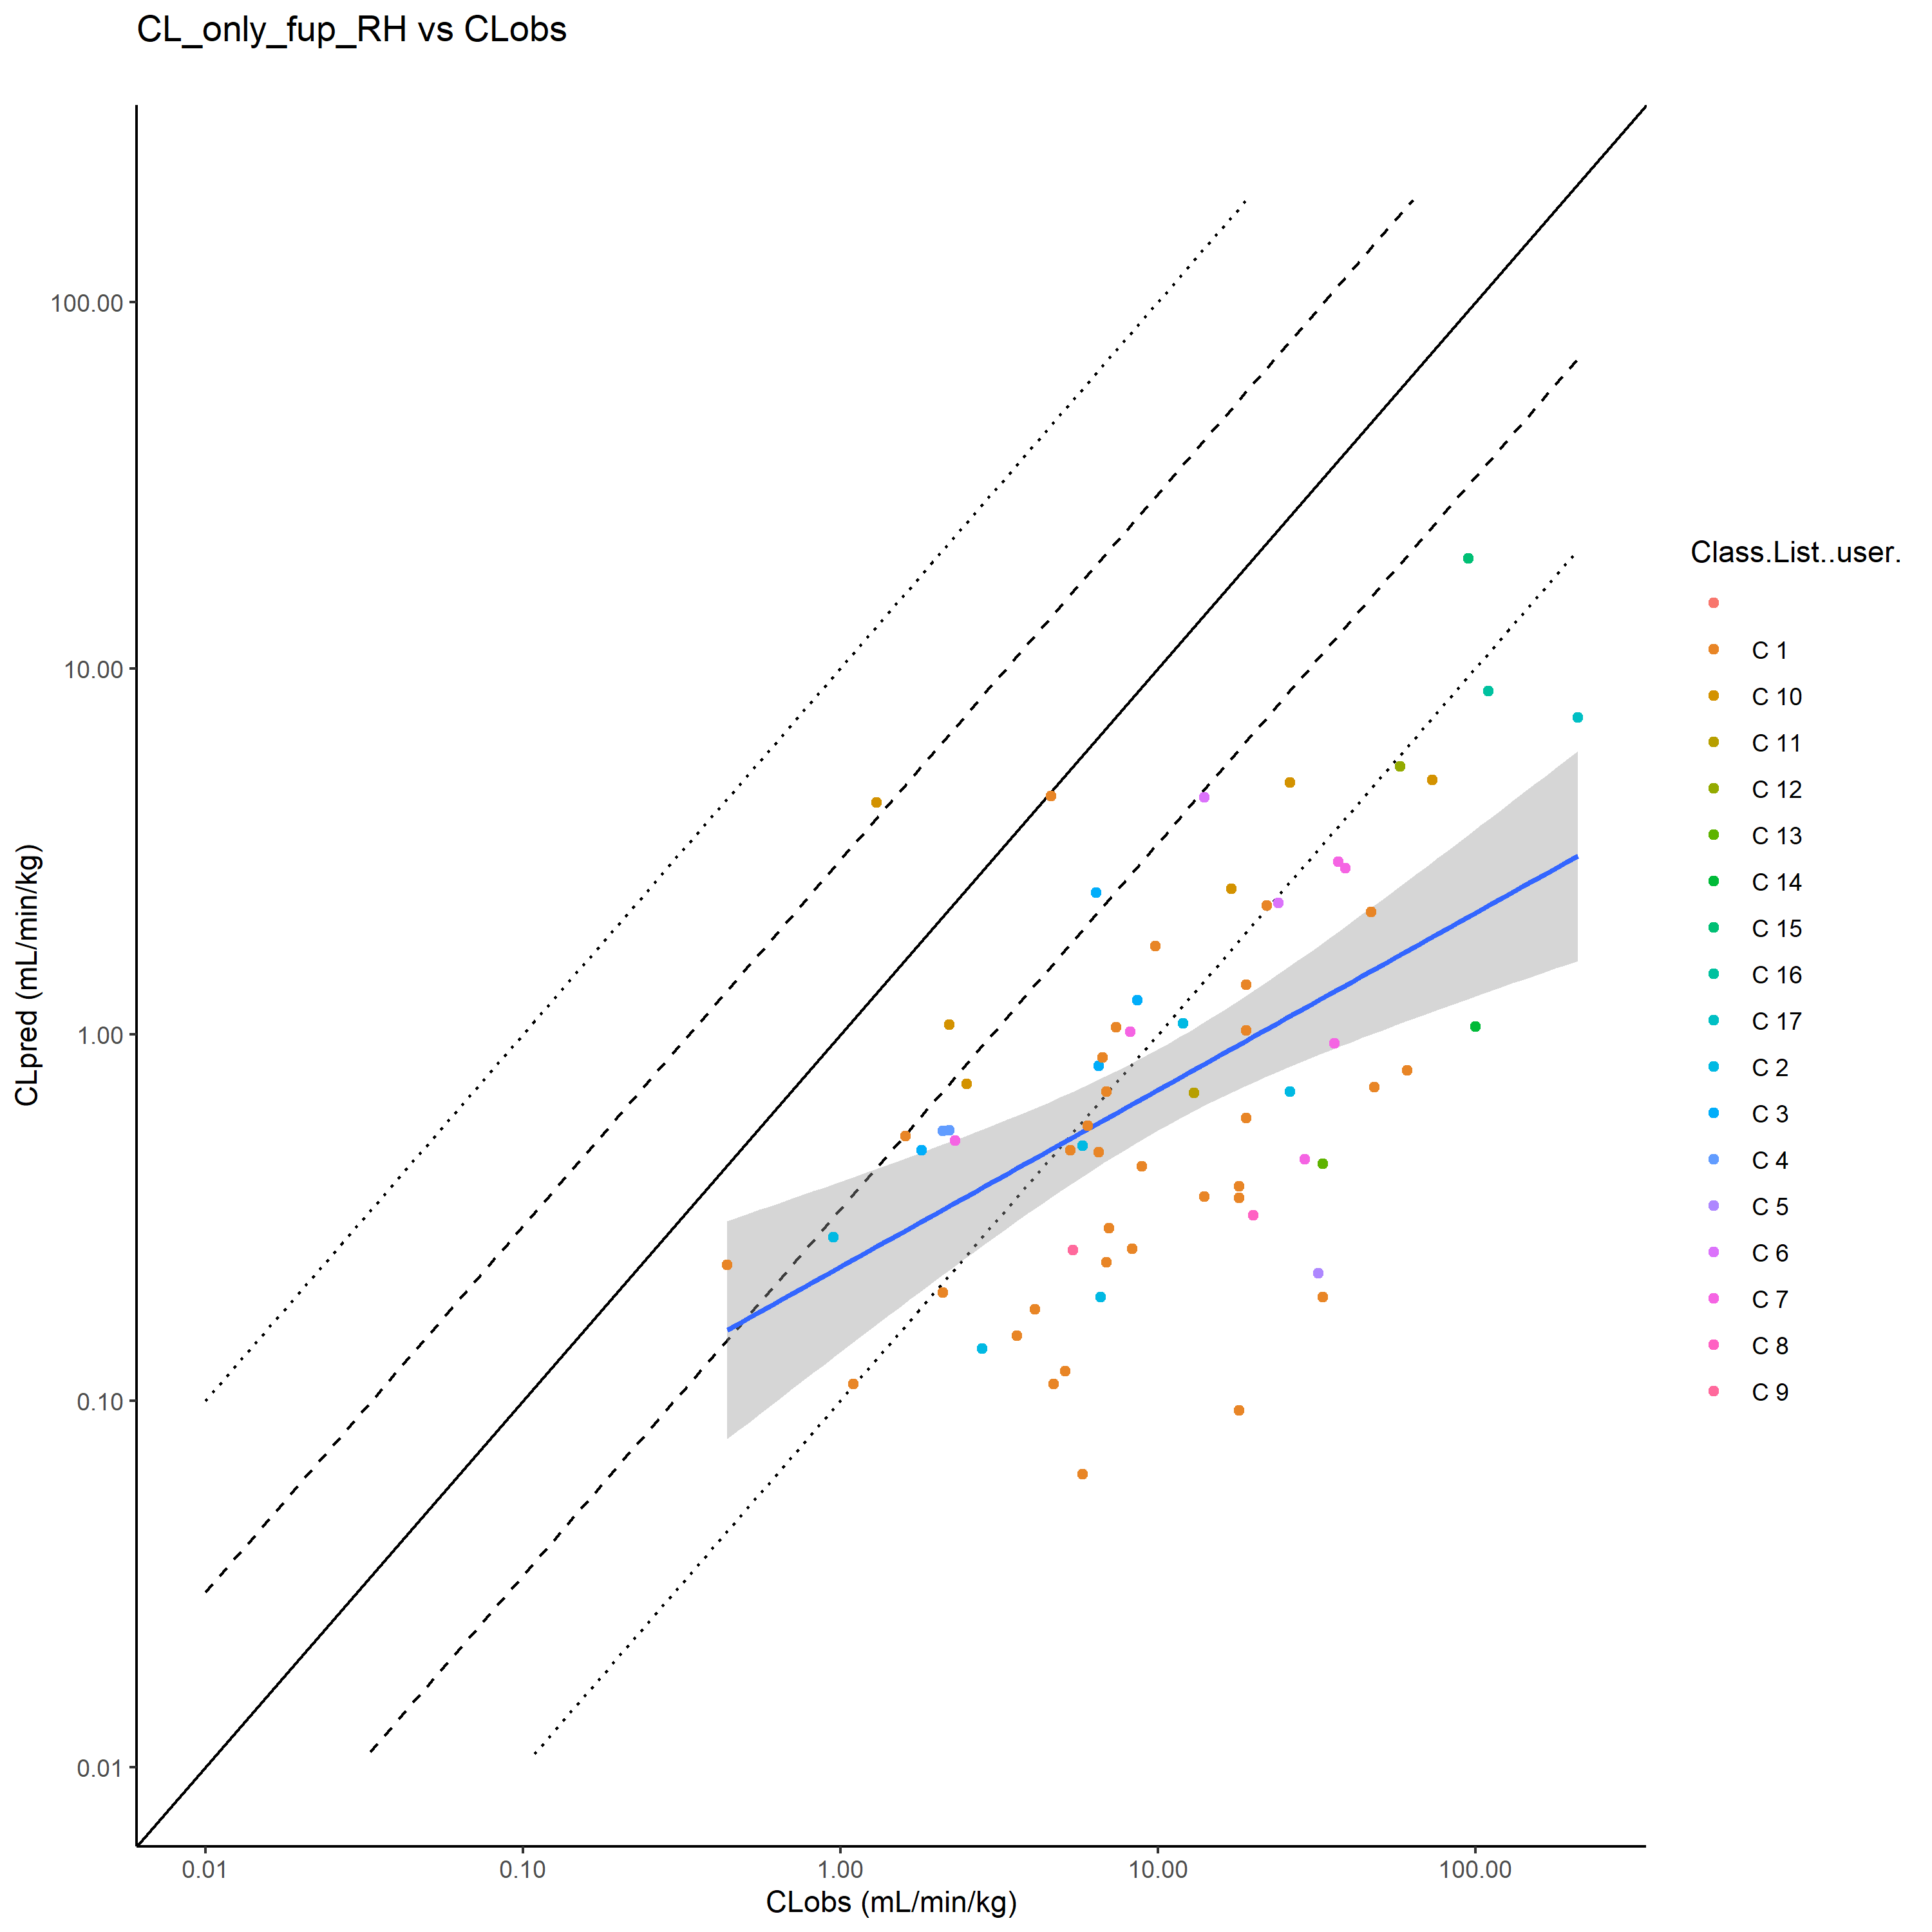 CL_only_fup_RH vs CLobs
CLpred (mL/min/kg)
100.00
10.00
1.00
0.10
0.01
0.01
0.10
1.00
10.00
100.00
CLobs (mL/min/kg)
Class.List..user.
C 1
C 10
C 11
C 12
C 13
C 14
C 15
C 16
C 17
C 2
C 3
C 4
C 5
C 6
C 7
C 8
C 9